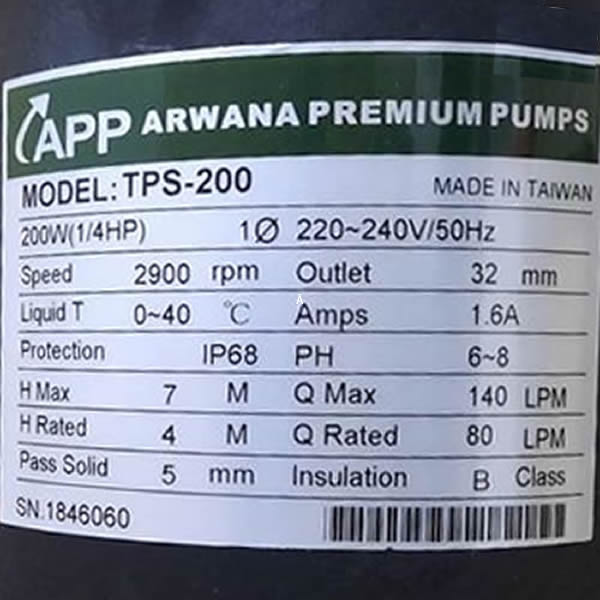 APP ARWANA PREMIUM PUMPS
MODEL: TPS-200 MADE IN TAIWAN
200W(1/4HP) 1Ø 220~240V/50Hz
Speed 2900 rpm Outlet 32 mm
Liquid T 0~40 ℃ Amps 1.6A
Protection IP68 PH 6~8
H Max 7 M Q Max 140 LPM
H Rated 4 M Q Rated 80 LPM
Pass Solid 5 mm Insulation B Class
SN.1846060